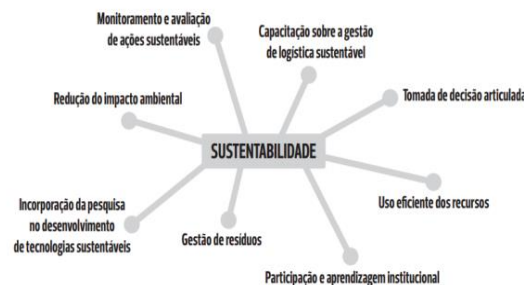 Monitoramento e avaliação
de ações sustentáveis
Capacitação sobre a gestão
de logística sustentável
Redução do impacto ambiental
Tomada de decisão articulada
SUSTENTABILIDADE
Incorporação da pesquisa
no desenvolvimento
de tecnologias sustentáveis
Gestão de resíduos
Uso eficiente dos recursos
Participação e aprendizagem institucional